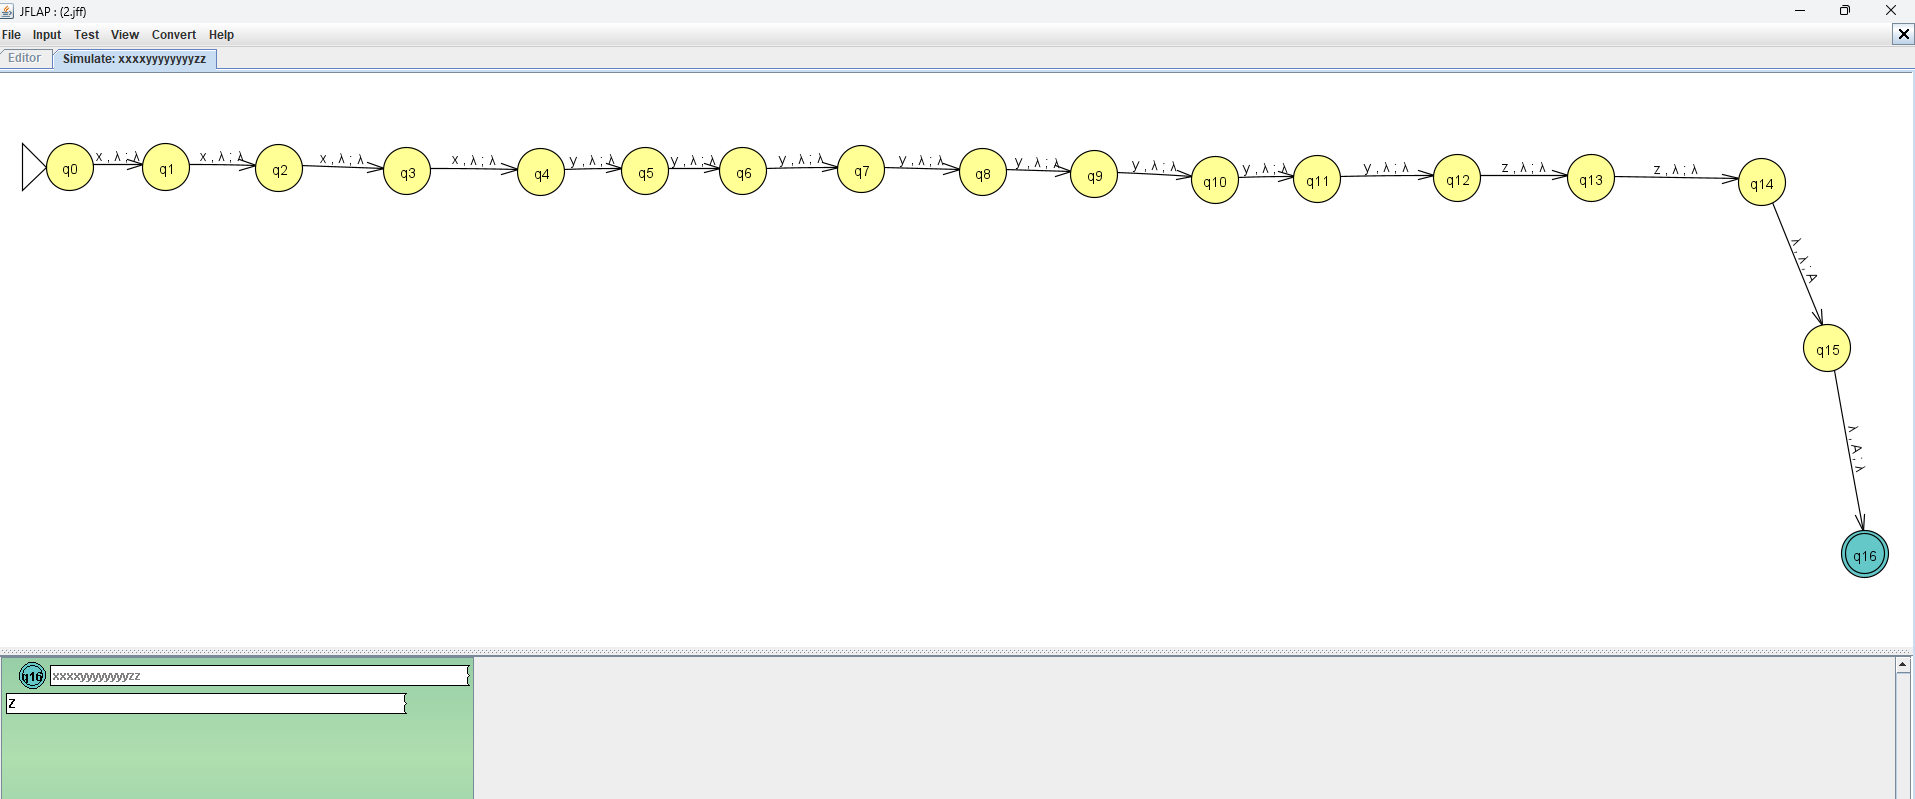 JFLAP : (2.jff)
File Input Test View Convert Help
Editor Simulate: xxxxyyyyyyyyzz
x , λ ; λ x , λ ; λ x , λ ; λ x , λ ; λ y , λ ; λ y , λ ; λ y , λ ; λ y , λ ; λ y , λ ; λ y , λ ; λ y , λ ; λ y , λ ; λ z , λ ; λ z , λ ; λ
q0 q1 q2 q3 q4 q5 q6 q7 q8 q9 q10 q11 q12 q13 q14
λ , λ ; A
q15
λ , A ; λ
q16
q16 xxxxyyyyyyyyzz
Z